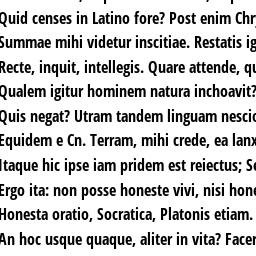 Quid censes in Latino fore? Post enim Chry
Summae mihi videtur inscitiae. Restatis ig
Recte, inquit, intellegis. Quare attende, qu
Qualem igitur hominem natura inchoavit?
Quis negat? Utram tandem linguam nescio
Equidem e Cn. Terram, mihi crede, ea lanx
Itaque hic ipse iam pridem est reiectus; Se
Ergo ita: non posse honeste vivi, nisi hone
Honesta oratio, Socratica, Platonis etiam.
An hoc usque quaque, aliter in vita? Facer